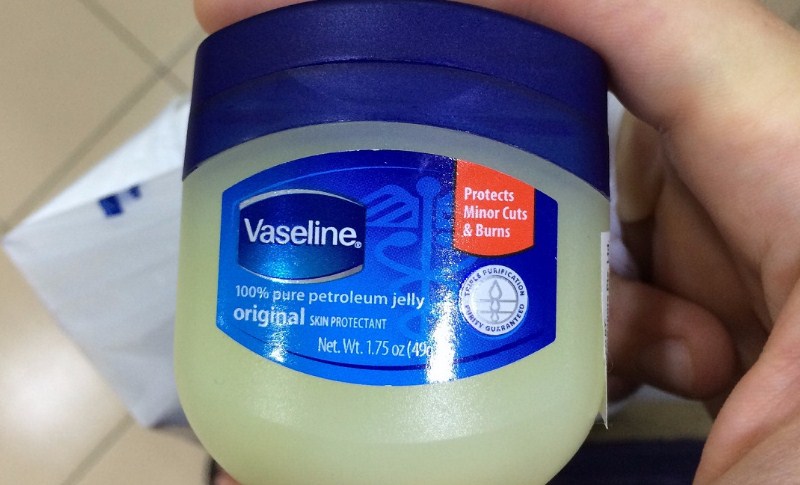 Vaseline®
Protects
Minor Cuts
& Burns
100% pure petroleum jelly
original SKIN PROTECTANT
Net. Wt. 1.75 oz (49g
TRIPLE PURIFICATION
PURITY GUARANTEED